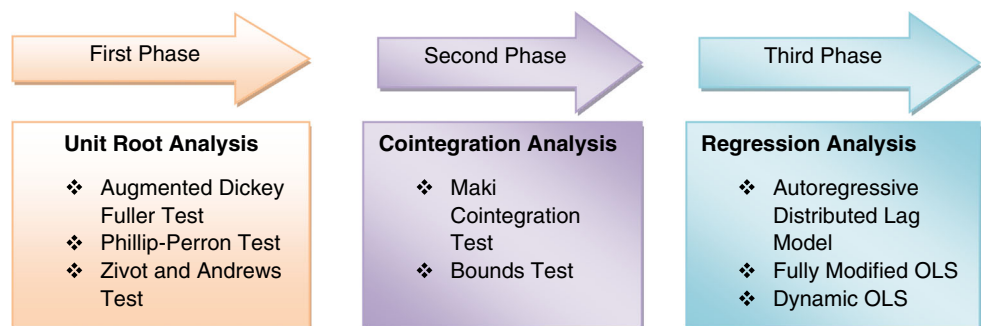 First Phase
Second Phase
Third Phase
Unit Root Analysis
❖ Augmented Dickey
Fuller Test
❖ Phillip-Perron Test
❖ Zivot and Andrews
Test
Cointegration Analysis
❖ Maki
Cointegration
Test
❖ Bounds Test
Regression Analysis
❖ Autoregressive
Distributed Lag
Model
❖ Fully Modified OLS
❖ Dynamic OLS